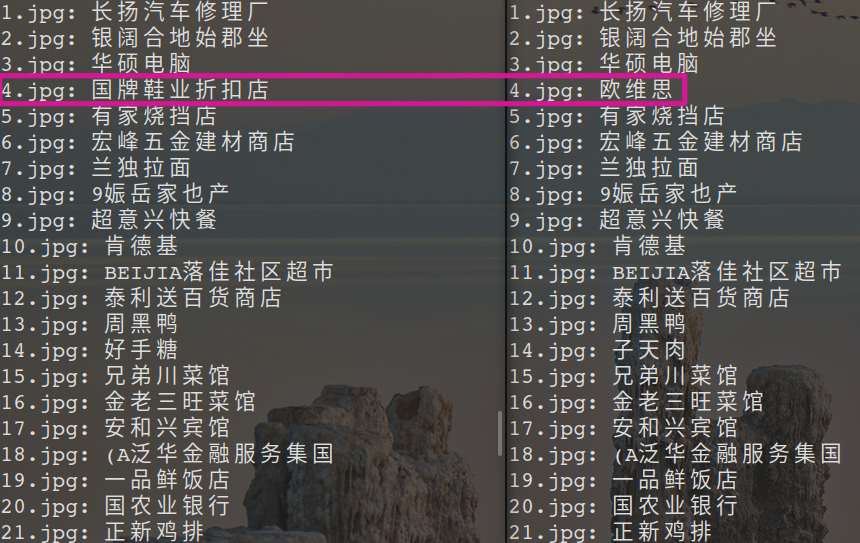 1.jpg: 长扬汽车修理厂
2.jpg: 银阔合地始郡坐
3.jpg: 华硕电脑
4.jpg: 国牌鞋业折扣店
5.jpg: 有家烧挡店
6.jpg: 宏峰五金建材商店
7.jpg: 兰独拉面
8.jpg: 9娠岳家也产
9.jpg: 超意兴快餐
10.jpg: 肯德基
11.jpg: BEIJIA落佳社区超市
12.jpg: 泰利送百货商店
13.jpg: 周黑鸭
14.jpg: 好手糖
15.jpg: 兄弟川菜馆
16.jpg: 金老三旺菜馆
17.jpg: 安和兴宾馆
18.jpg: (A泛华金融服务集国
19.jpg: 一品鲜饭店
20.jpg: 国农业银行
21.jpg: 正新鸡排
1.jpg: 长扬汽车修理厂
2.jpg: 银阔合地始郡坐
3.jpg: 华硕电脑
4.jpg: 欧维思
5.jpg: 有家烧挡店
6.jpg: 宏峰五金建材商店
7.jpg: 兰独拉面
8.jpg: 9娠岳家也产
9.jpg: 超意兴快餐
10.jpg: 肯德基
11.jpg: BEIJIA落佳社区超市
12.jpg: 泰利送百货商店
13.jpg: 周黑鸭
14.jpg: 子天肉
15.jpg: 兄弟川菜馆
16.jpg: 金老三旺菜馆
17.jpg: 安和兴宾馆
18.jpg: (A泛华金融服务集国
19.jpg: 一品鲜饭店
20.jpg: 国农业银行
21.jpg: 正新鸡排